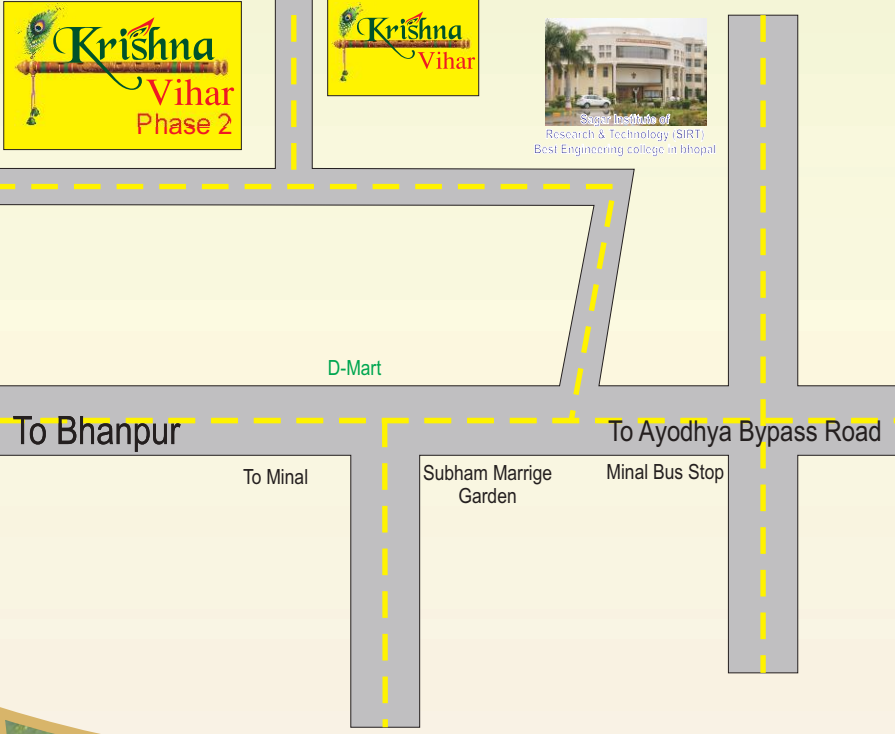 Krishna
Vihar
Phase 2
Krishna
Vihar
Sagar Institute of
Research & Technology (SIRT)
Best Engineering college in bhopal
D-Mart
To Bhanpur
To Ayodhya Bypass Road
To Minal
Subham Marrige
Garden
Minal Bus Stop